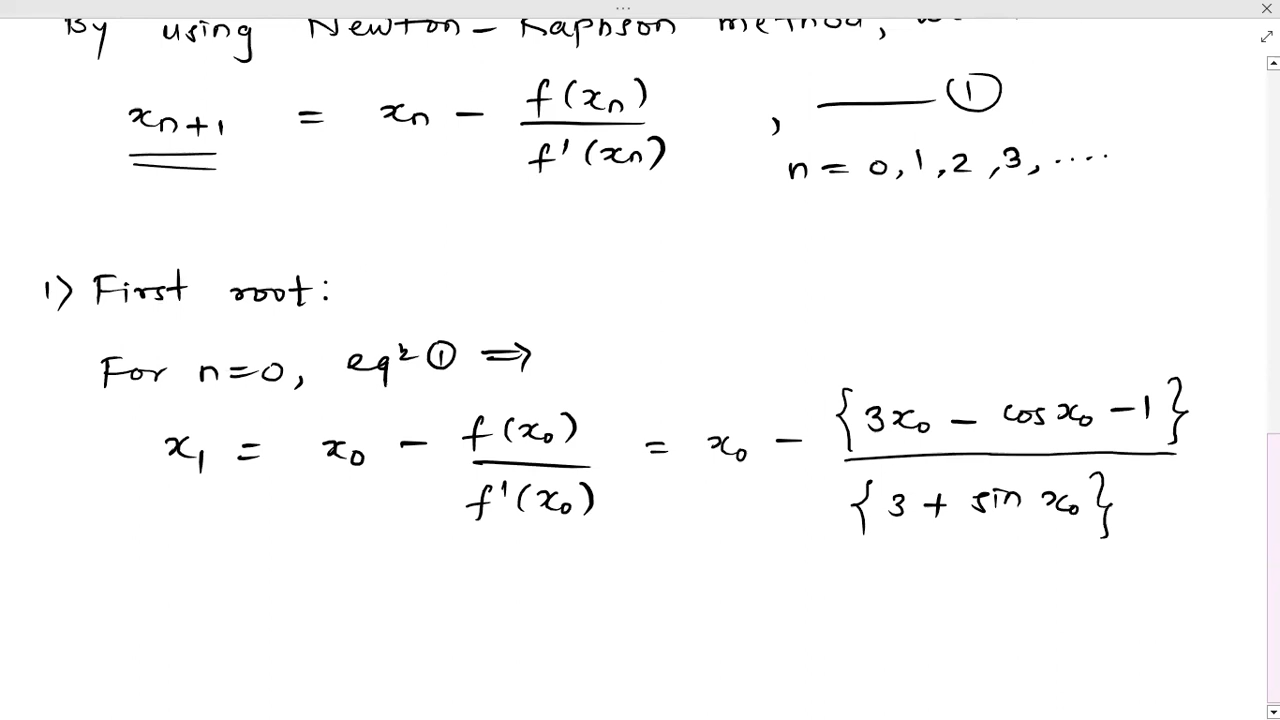 By using Newton - Raphson method,
xₙ₊₁ = xₙ - f(xₙ) / f'(xₙ) , ——— ①
n = 0, 1, 2, 3, ....
1) First root:
For n=0, eqⁿ ① ⇒
x₁ = x₀ - f(x₀) / f'(x₀) = x₀ - {3x₀ - cos x₀ - 1} / {3 + sin x₀}